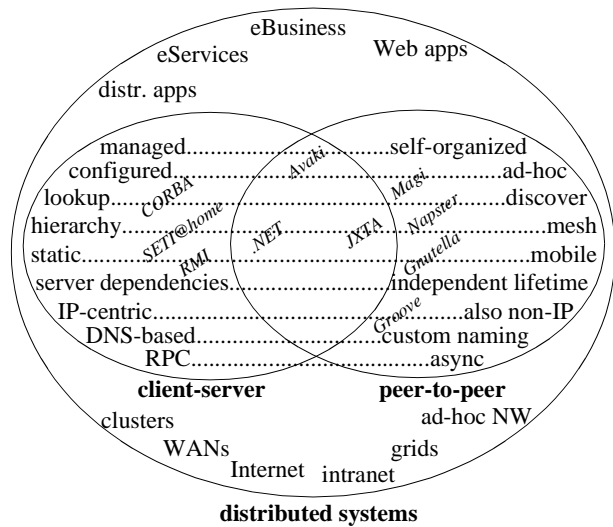 eBusiness
eServices
Web apps
distr. apps
managed..........................self-organized
Avaki
configured..........................................ad-hoc
Magi
CORBA
lookup..................................................discover
Napster
hierarchy....................................................mesh
SETI@home
.NET
JXTA
static........................................................mobile
RMI
Gnutella
server dependencies......................independent lifetime
Groove
IP-centric..........................................also non-IP
DNS-based..........................custom naming
RPC..................................async
client-server
peer-to-peer
clusters
ad-hoc NW
WANs
grids
Internet
intranet
distributed systems